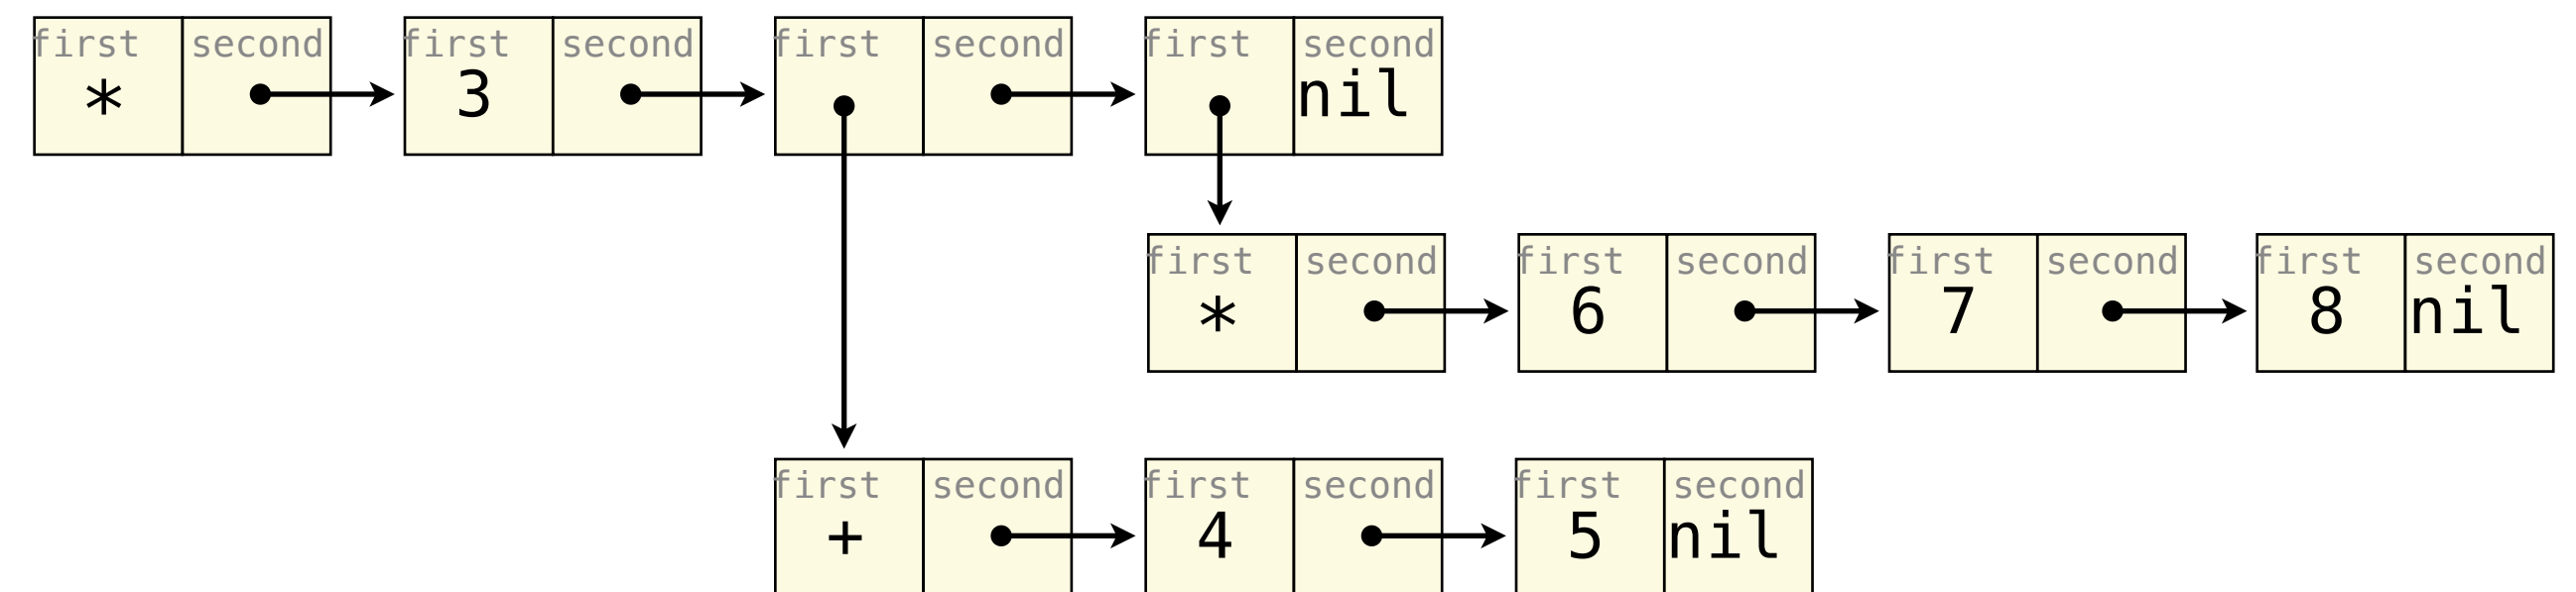 first second first second first second first second
* 3 nil
first second first second first second first second
* 6 7 8 nil
first second first second first second
+ 4 5 nil